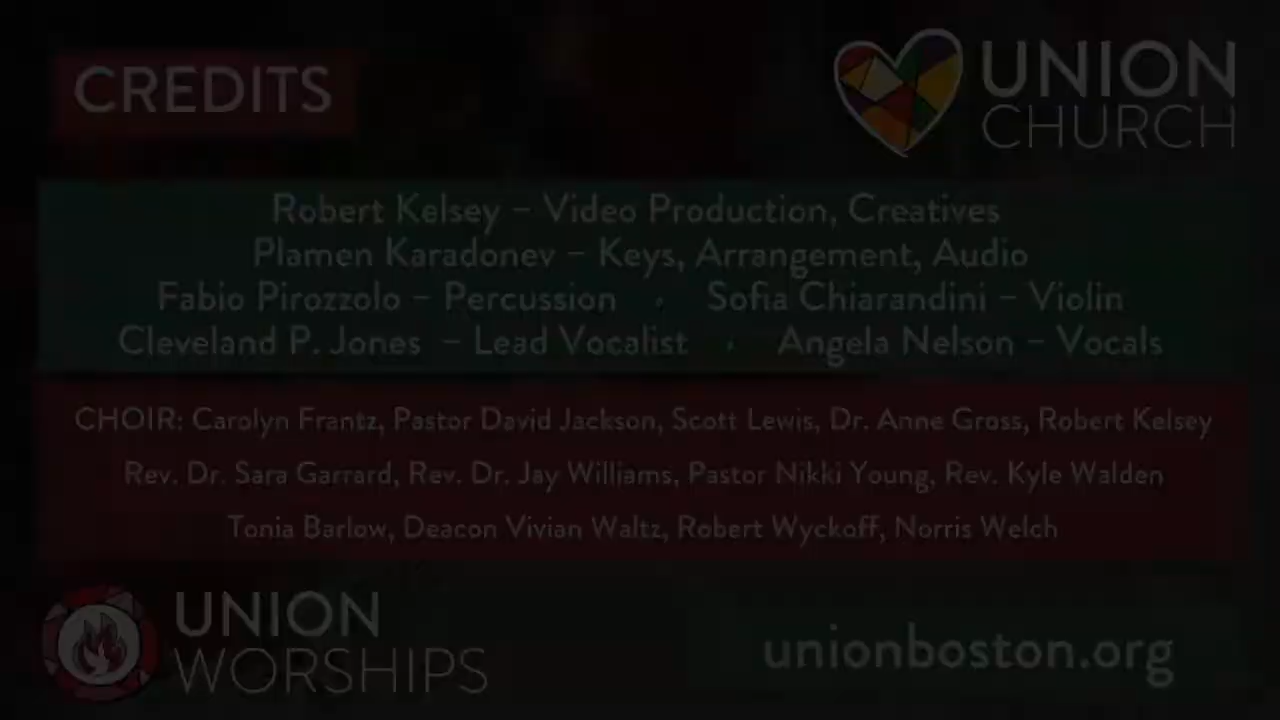 CREDITS
UNION
CHURCH
Robert Kelsey – Video Production, Creatives
Plamen Karadonev – Keys, Arrangement, Audio
Fabio Pirozzolo – Percussion • Sofia Chiarandini – Violin
Cleveland P. Jones – Lead Vocalist • Angela Nelson – Vocals
CHOIR: Carolyn Frantz, Pastor David Jackson, Scott Lewis, Dr. Anne Gross, Robert Kelsey
Rev. Dr. Sara Garrard, Rev. Dr. Jay Williams, Pastor Nikki Young, Rev. Kyle Walden
Tonia Barlow, Deacon Vivian Waltz, Robert Wyckoff, Norris Welch
UNION
WORSHIPS
unionboston.org